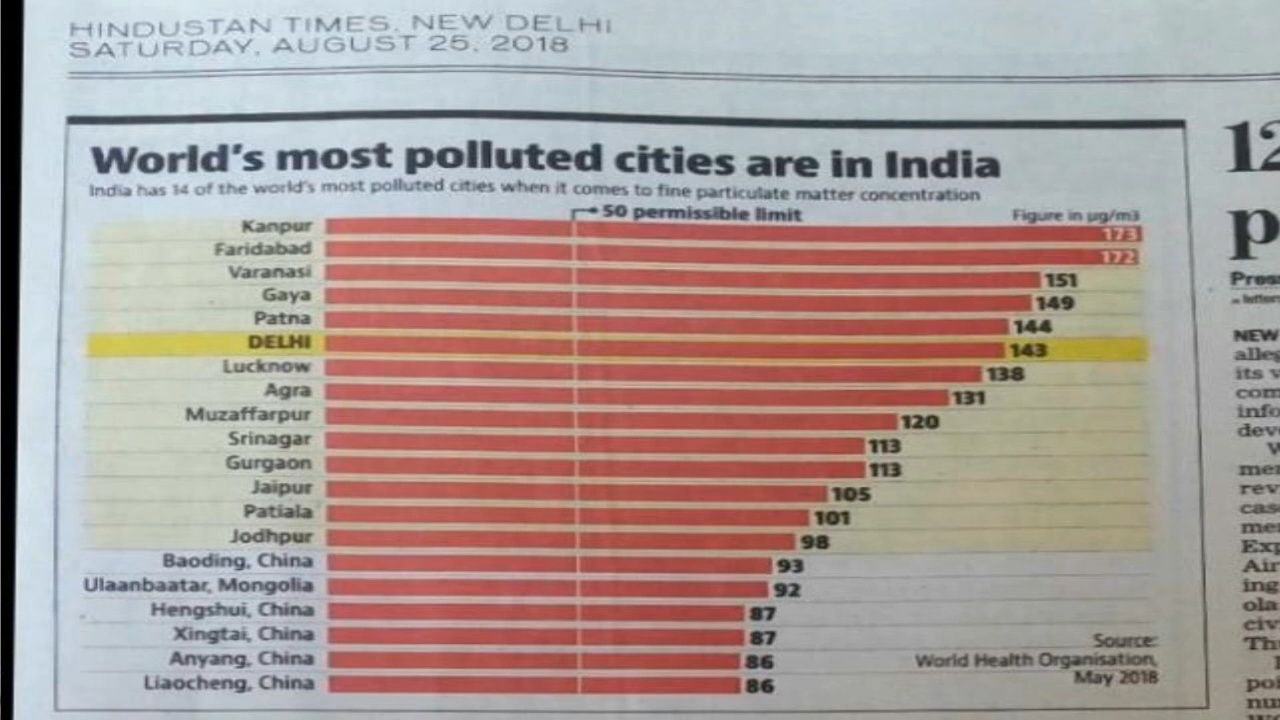 HINDUSTAN TIMES, NEW DELHI
SATURDAY, AUGUST 25, 2018
World's most polluted cities are in India
India has 14 of the world's most polluted cities when it comes to fine particulate matter concentration
50 permissible limit
Figure in µg/m3
Kanpur 173
Faridabad 172
Varanasi 151
Gaya 149
Patna 144
DELHI 143
Lucknow 138
Agra 131
Muzaffarpur 120
Srinagar 113
Gurgaon 113
Jaipur 105
Patiala 101
Jodhpur 98
Baoding, China 93
Ulaanbaatar, Mongolia 92
Hengshui, China 87
Xingtai, China 87
Anyang, China 86
Liaocheng, China 86
Source:
World Health Organisation,
May 2018
12
p
NEW